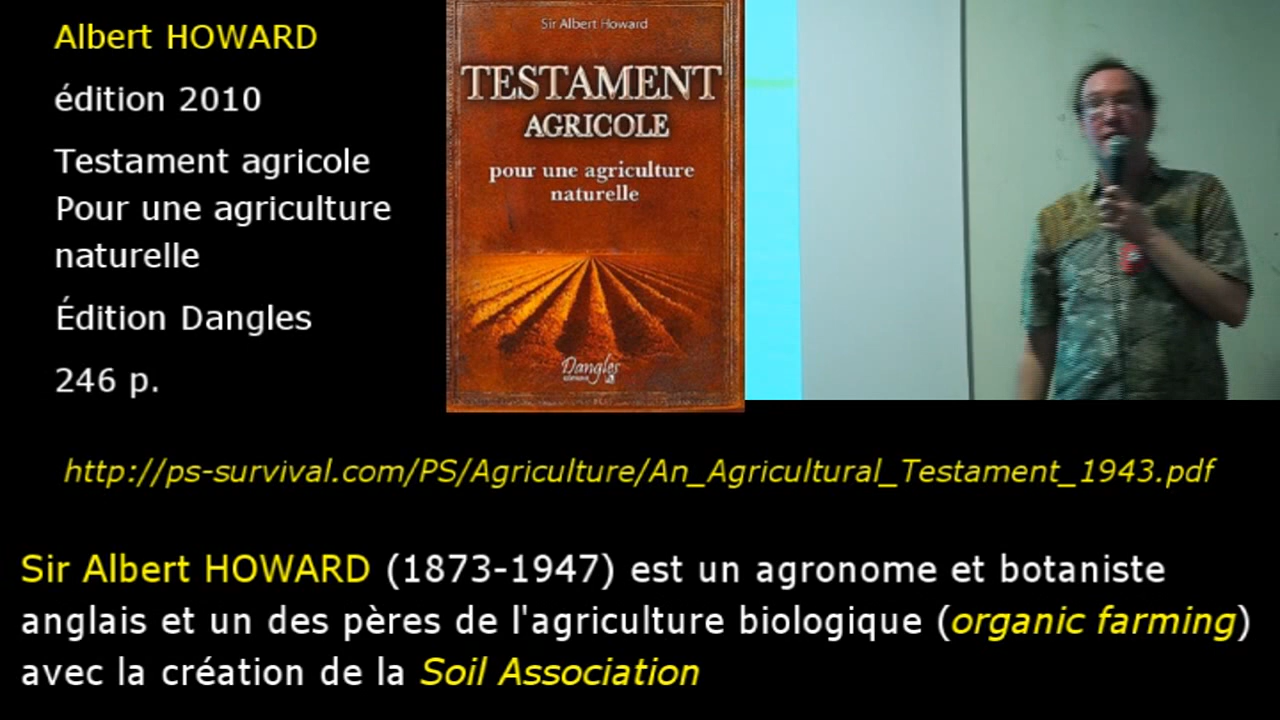 Albert HOWARD
édition 2010
Testament agricole
Pour une agriculture
naturelle
Édition Dangles
246 p.
Sir Albert Howard
TESTAMENT
AGRICOLE
pour une agriculture
naturelle
Dangles
http://ps-survival.com/PS/Agriculture/An_Agricultural_Testament_1943.pdf
Sir Albert HOWARD (1873-1947) est un agronome et botaniste
anglais et un des pères de l'agriculture biologique (organic farming)
avec la création de la Soil Association